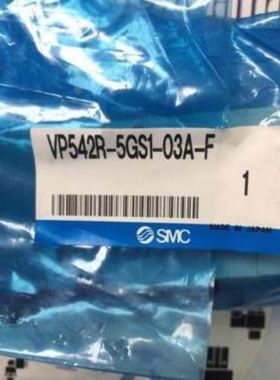 VP542R-5GS1-03A-F
1
MADE IN JAPAN
SMC